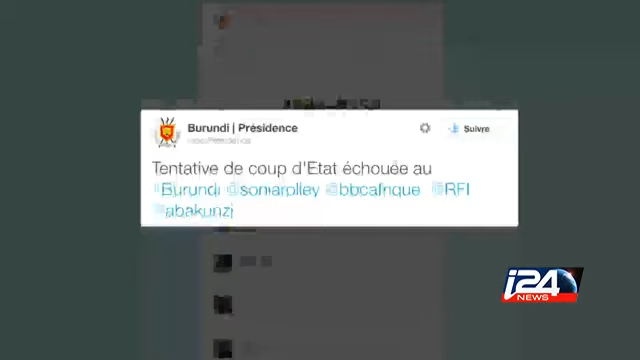 Burundi | Présidence
Suivre
Tentative de coup d'Etat échouée au
Burundi @soniarolley @bbcafrique @RFI
@abakunzi
i24
NEWS